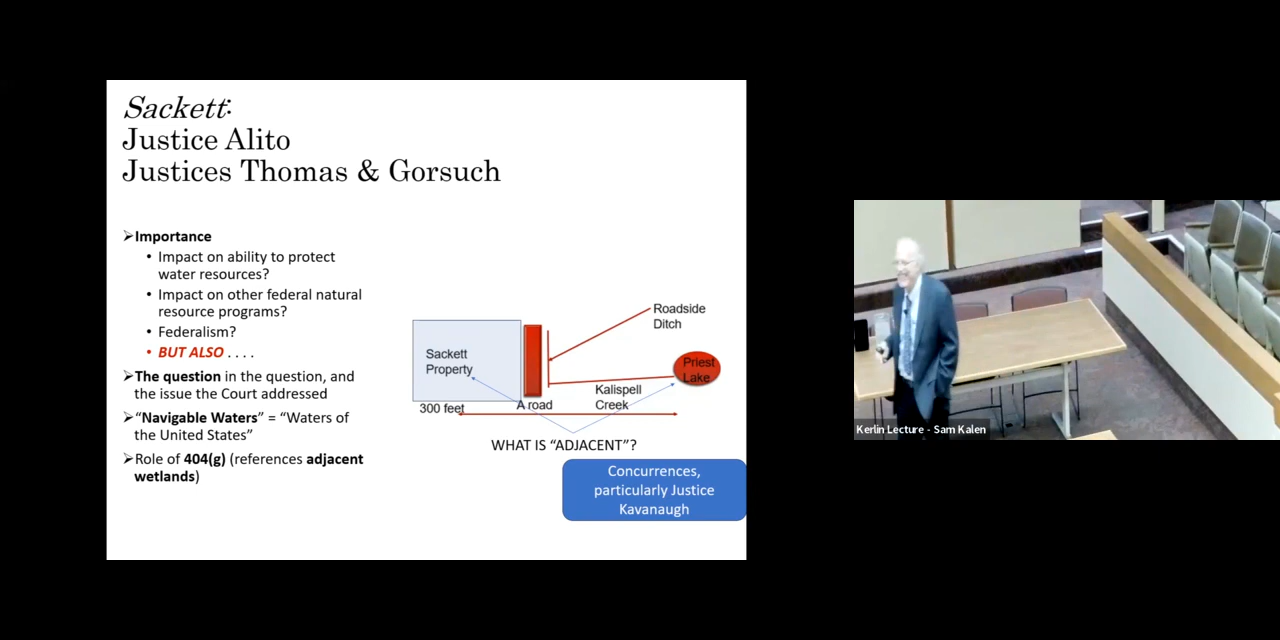 Sackett:
Justice Alito
Justices Thomas & Gorsuch
➢Importance
• Impact on ability to protect
water resources?
• Impact on other federal natural
resource programs?
• Federalism?
• BUT ALSO . . . .
➢The question in the question, and
the issue the Court addressed
➢“Navigable Waters” = “Waters of
the United States”
➢Role of 404(g) (references adjacent
wetlands)
Roadside
Ditch
Sackett
Property
Priest
Lake
Kalispell
Creek
300 feet
A road
WHAT IS “ADJACENT”?
Concurrences,
particularly Justice
Kavanaugh
Kerlin Lecture - Sam Kalen